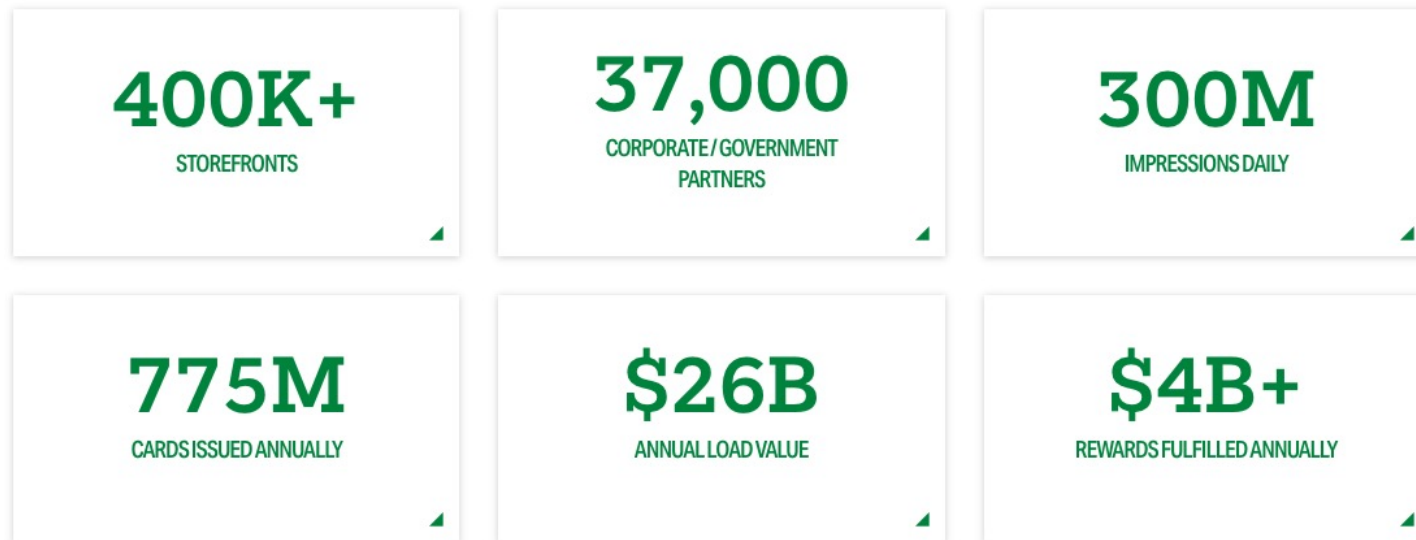 400K+
STOREFRONTS
37,000
CORPORATE / GOVERNMENT
PARTNERS
300M
IMPRESSIONS DAILY
775M
CARDS ISSUED ANNUALLY
$26B
ANNUAL LOAD VALUE
$4B+
REWARDS FULFILLED ANNUALLY